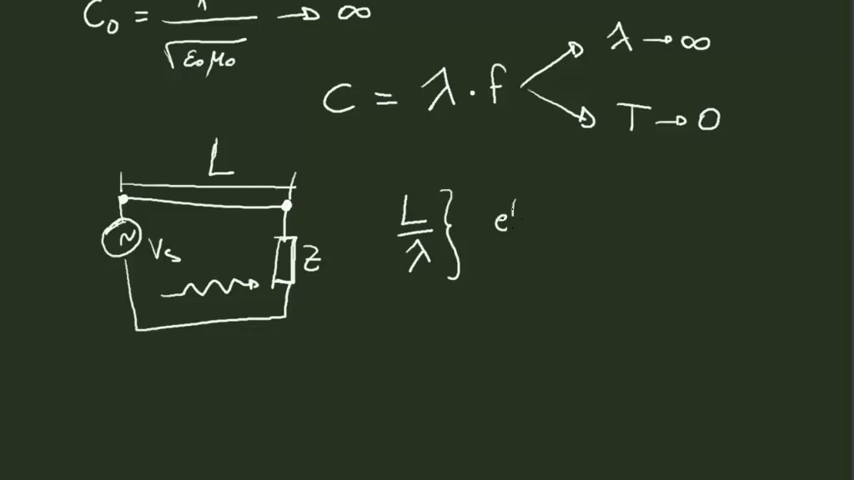 C₀ = 1/√ε₀μ₀ → ∞
C = λ · f
λ → ∞
T → 0
L
Vs
Z
L/λ }